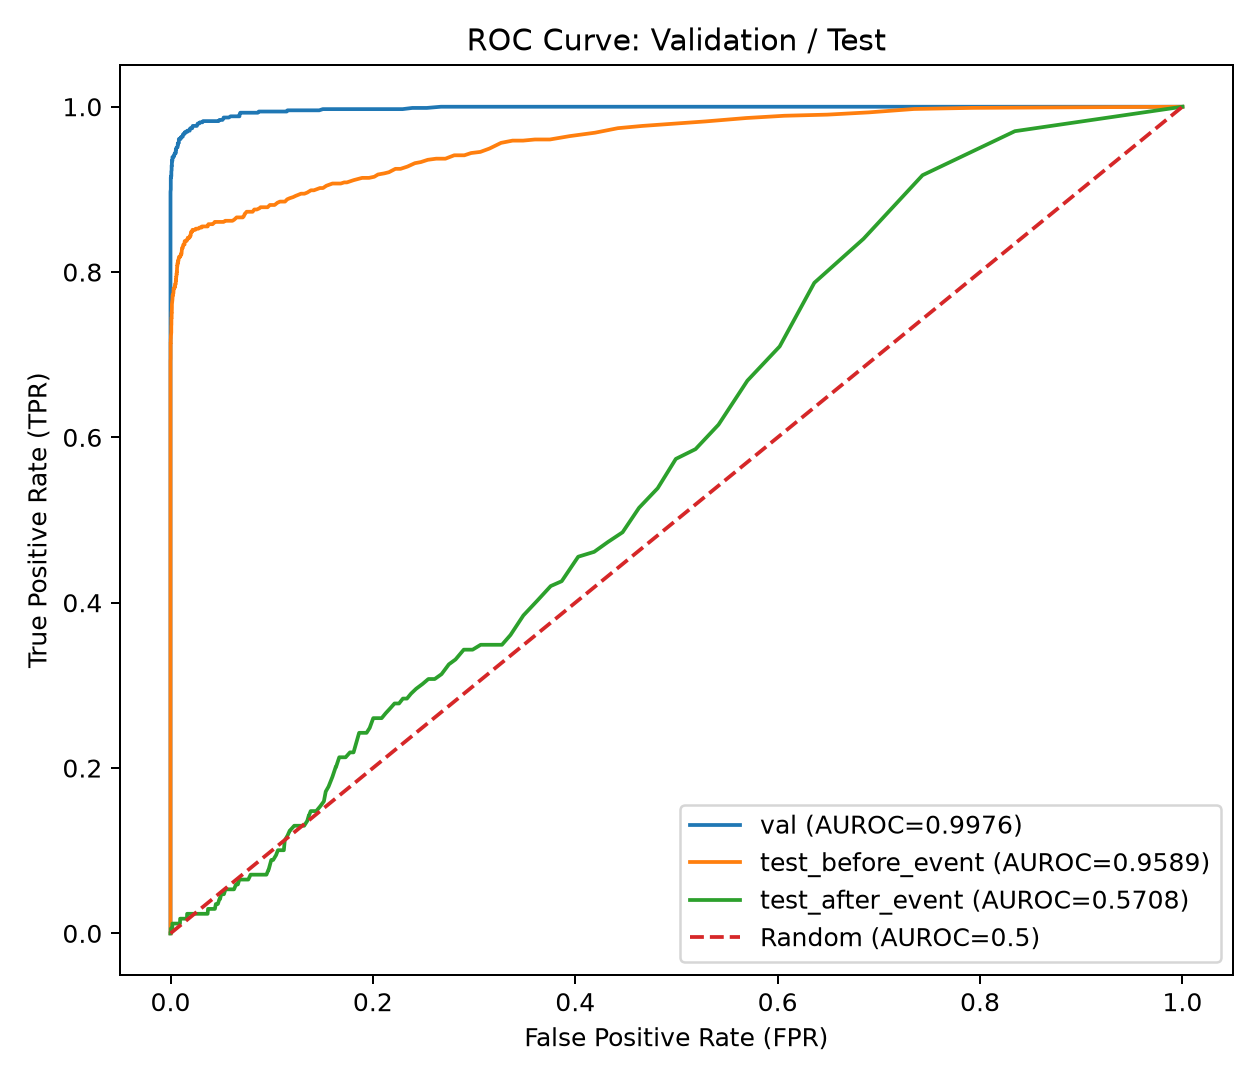 ROC Curve: Validation / Test
True Positive Rate (TPR)
1.0
0.8
0.6
0.4
0.2
0.0
val (AUROC=0.9976)
test_before_event (AUROC=0.9589)
test_after_event (AUROC=0.5708)
Random (AUROC=0.5)
0.0 0.2 0.4 0.6 0.8 1.0
False Positive Rate (FPR)